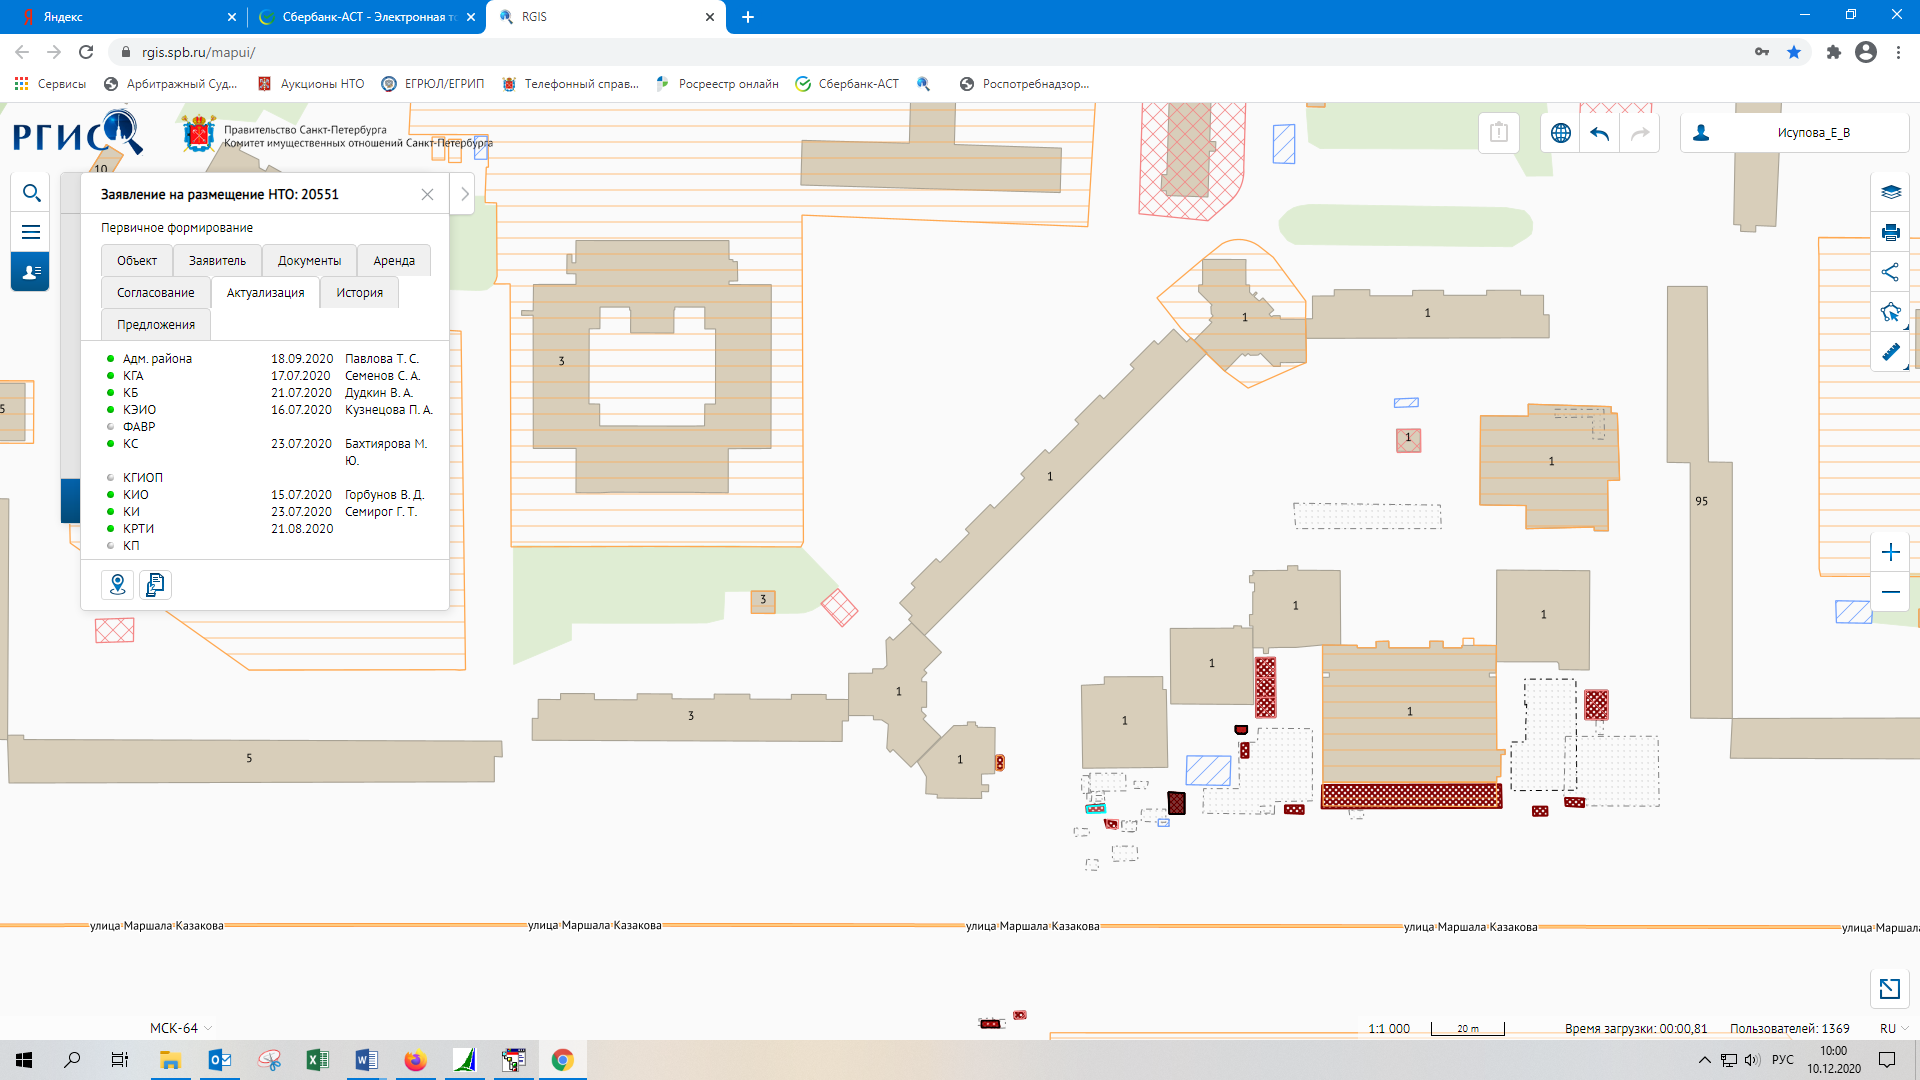 Яндекс
Сбербанк-АСТ - Электронная т
RGIS
rgis.spb.ru/mapui/
Сервисы
Арбитражный Суд...
Аукционы НТО
ЕГРЮЛ/ЕГРИП
Телефонный справ...
Росреестр онлайн
Сбербанк-АСТ
Роспотребнадзор...
РГИС
Правительство Санкт-Петербурга
Комитет имущественных отношений Санкт-Петербурга
Исупова_Е_В
10
Заявление на размещение НТО: 20551
Первичное формирование
Объект
Заявитель
Документы
Аренда
Согласование
Актуализация
История
Предложения
Адм. района 18.09.2020 Павлова Т. С.
КГА 17.07.2020 Семенов С. А.
КБ 21.07.2020 Дудкин В. А.
КЭИО 16.07.2020 Кузнецова П. А.
ФАВР
КС 23.07.2020 Бахтиярова М.
Ю.
КГИОП
КИО 15.07.2020 Горбунов В. Д.
КИ 23.07.2020 Семирог Г. Т.
КРТИ 21.08.2020
КП
1
1
3
5
1
1
1
95
3
1
1
1
1
3
1
1
1
5
улица Маршала Казакова
улица Маршала Казакова
улица Маршала Казакова
улица Маршала Казакова
улица Маршала
МСК-64
1:1 000
20 m
Время загрузки: 00:00,81
Пользователей: 1369
RU
РУС
10:00
10.12.2020